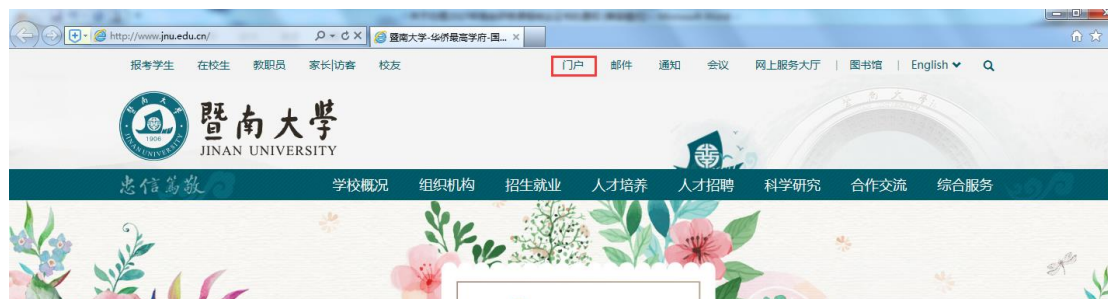 http://www.jnu.edu.cn/
暨南大学-华侨最高学府-国...
报考学生 在校生 教职员 家长|访客 校友 门户 邮件 通知 会议 网上服务大厅 | 图书馆 | English
暨南大學
JINAN UNIVERSITY
1906
JINAN UNIVERSITY
忠信笃敬
学校概况 组织机构 招生就业 人才培养 人才招聘 科学研究 合作交流 综合服务